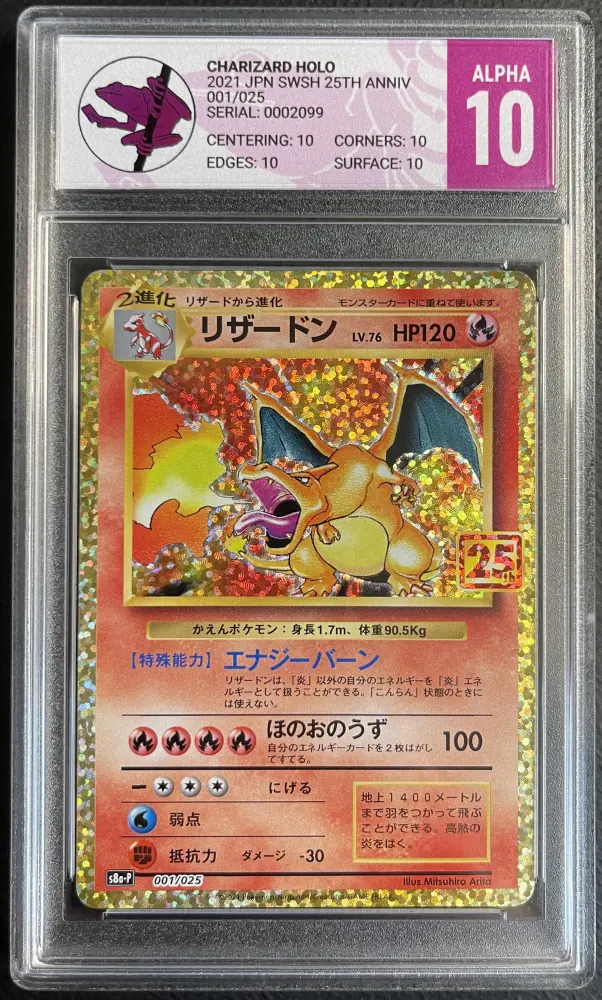 CHARIZARD HOLO
2021 JPN SWSH 25TH ANNIV
001/025
SERIAL: 0002099
CENTERING: 10 CORNERS: 10
EDGES: 10 SURFACE: 10
ALPHA
10
2進化 リザードから進化 モンスターカードに重ねて使います。
リザードン LV.76 HP120
25th
かえんポケモン：身長1.7m、体重90.5Kg
【特殊能力】エナジーバーン
リザードンは、「炎」以外の自分のエネルギーを「炎」エネ
ルギーとして扱うことができる。「こんらん」状態のときに
は使えない。
ほのおのうず 100
自分のエネルギーカードを2枚はがし
てすてる。
にげる
弱点
抵抗力 ダメージ -30
地上1400メートル
まで羽をつかって飛ぶ
ことができる。高熱の
炎をはく。
Illus.Mitsuhiro Arita
s8a-P 001/025
©2021 Pokémon/Nintendo/Creatures/GAME FREAK